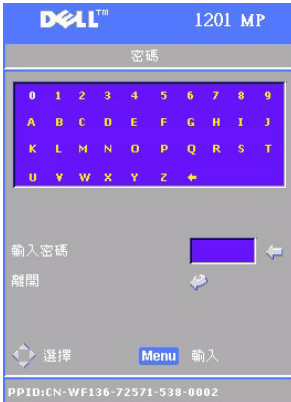 DELL™ 1201 MP
密碼
0 1 2 3 4 5 6 7 8 9
A B C D E F G H I J
K L M N O P Q R S T
U V W X Y Z ←
輸入密碼
離開
選擇 Menu 輸入
PPID:CN-WF136-72571-538-0002